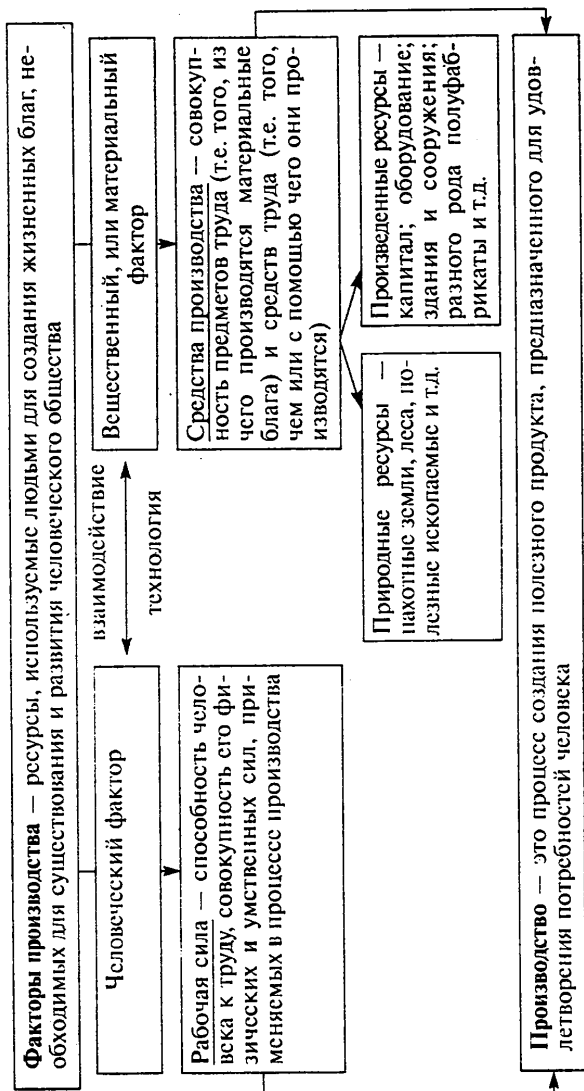 Факторы производства — ресурсы, используемые людьми для создания жизненных благ, не-
обходимых для существования и развития человеческого общества
Человеческий фактор
взаимодействие
технология
Вещественный, или материальный
фактор
Рабочая сила — способность чело-
века к труду, совокупность его фи-
зических и умственных сил, при-
меняемых в процессе производства
Средства производства — совокуп-
ность предметов труда (т.е. того, из
чего производятся материальные
блага) и средств труда (т.е. того,
чем или с помощью чего они про-
изводятся)
Природные ресурсы —
пахотные земли, леса, по-
лезные ископаемые и т.д.
Произведенные ресурсы —
капитал; оборудование;
здания и сооружения;
разного рода полуфаб-
рикаты и т.д.
Производство — это процесс создания полезного продукта, предназначенного для удов-
летворения потребностей человека